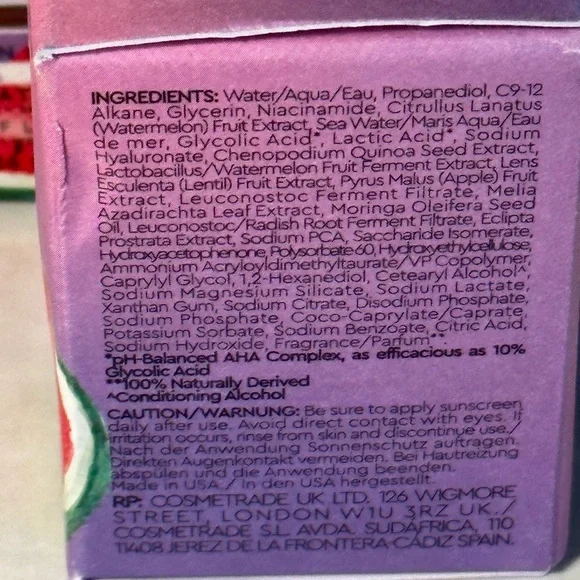 INGREDIENTS: Water/Aqua/Eau, Propanediol, C9-12
Alkane, Glycerin, Niacinamide, Citrullus Lanatus
(Watermelon) Fruit Extract, Sea Water/Maris Aqua/Eau
de mer, Glycolic Acid*, Lactic Acid*, Sodium
Hyaluronate, Chenopodium Quinoa Seed Extract,
Lactobacillus/Watermelon Fruit Ferment Extract, Lens
Esculenta (Lentil) Fruit Extract, Pyrus Malus (Apple) Fruit
Extract, Leuconostoc Ferment Filtrate, Melia
Azadirachta Leaf Extract, Moringa Oleifera Seed
Oil, Leuconostoc/Radish Root Ferment Filtrate, Eclipta
Prostrata Extract, Sodium PCA, Saccharide Isomerate,
Hydroxyacetophenone, Polysorbate 60, Hydroxyethylcellulose,
Ammonium Acryloyldimethyltaurate/VP Copolymer,
Caprylyl Glycol, 1,2-Hexanediol, Cetearyl Alcohol^,
Sodium Magnesium Silicate, Sodium Lactate,
Xanthan Gum, Sodium Citrate, Disodium Phosphate,
Sodium Phosphate, Coco-Caprylate/Caprate,
Potassium Sorbate, Sodium Benzoate, Citric Acid,
Sodium Hydroxide, Fragrance/Parfum**
*pH-Balanced AHA Complex, as efficacious as 10%
Glycolic Acid
**100% Naturally Derived
^Conditioning Alcohol
CAUTION/WARNUNG: Be sure to apply sunscreen
daily after use. Avoid direct contact with eyes. If
irritation occurs, rinse from skin and discontinue use./
Nach der Anwendung Sonnenschutz auftragen.
Direkten Augenkontakt vermeiden. Bei Hautreizung
abspülen und die Anwendung beenden.
Made in USA./ In den USA hergestellt.
RP: COSMETRADE UK LTD. 126 WIGMORE
STREET, LONDON W1U 3RZ UK./
COSMETRADE S.L. AVDA. SUDÁFRICA, 110
11408 JEREZ DE LA FRONTERA-CÁDIZ SPAIN.